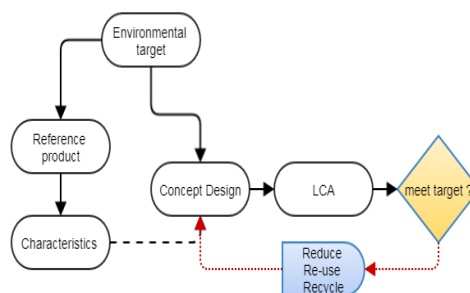 Environmental
target
Reference
product
Concept Design
LCA
meet target ?
Characteristics
Reduce
Re-use
Recycle